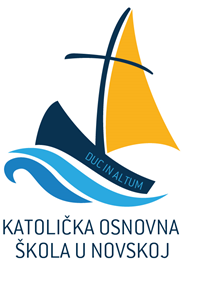 DUC IN ALTUM
KATOLIČKA OSNOVNA
ŠKOLA U NOVSKOJ